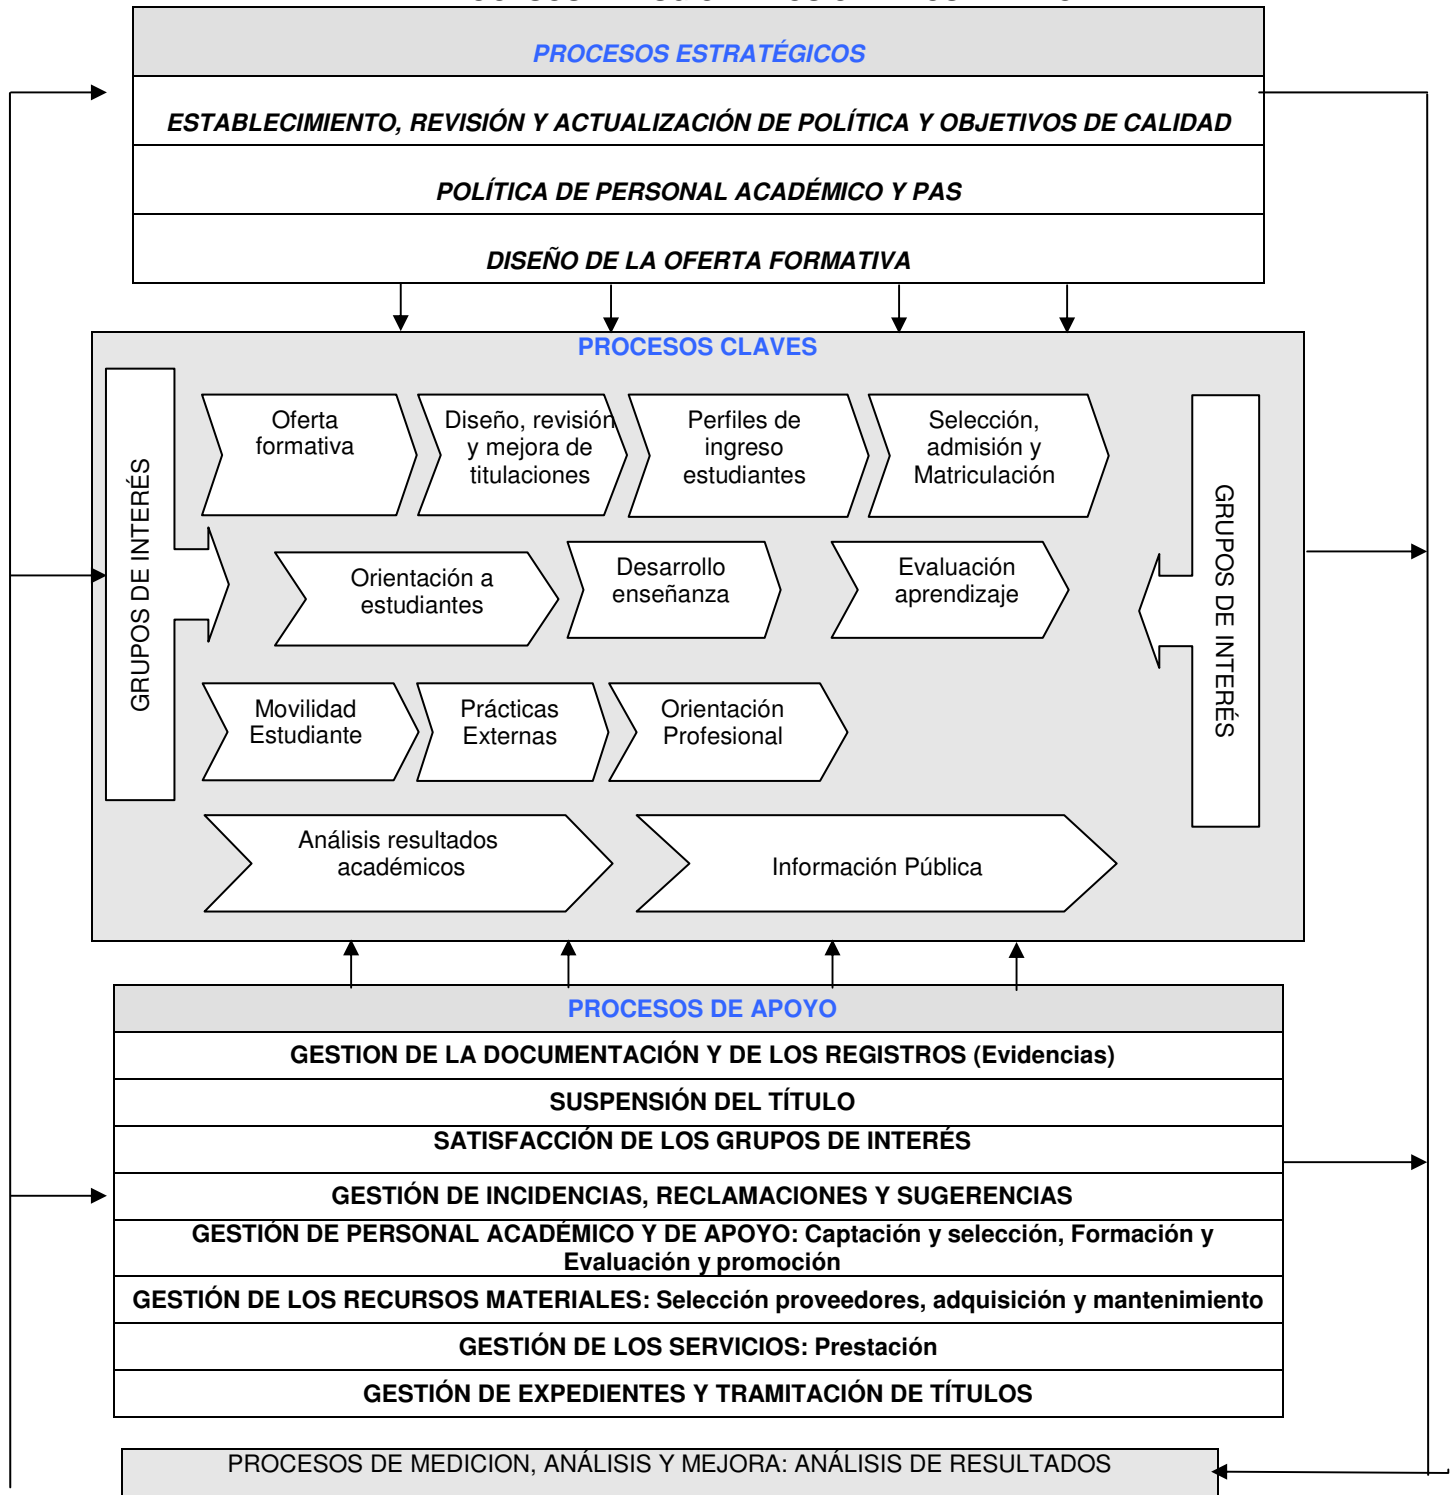 PROCESOS ESTRATÉGICOS
ESTABLECIMIENTO, REVISIÓN Y ACTUALIZACIÓN DE POLÍTICA Y OBJETIVOS DE CALIDAD
POLÍTICA DE PERSONAL ACADÉMICO Y PAS
DISEÑO DE LA OFERTA FORMATIVA
PROCESOS CLAVES
GRUPOS DE INTERÉS
Oferta
formativa
Diseño, revisión
y mejora de
titulaciones
Perfiles de
ingreso
estudiantes
Selección,
admisión y
Matriculación
GRUPOS DE INTERÉS
Orientación a
estudiantes
Desarrollo
enseñanza
Evaluación
aprendizaje
Movilidad
Estudiante
Prácticas
Externas
Orientación
Profesional
Análisis resultados
académicos
Información Pública
PROCESOS DE APOYO
GESTION DE LA DOCUMENTACIÓN Y DE LOS REGISTROS (Evidencias)
SUSPENSIÓN DEL TÍTULO
SATISFACCIÓN DE LOS GRUPOS DE INTERÉS
GESTIÓN DE INCIDENCIAS, RECLAMACIONES Y SUGERENCIAS
GESTIÓN DE PERSONAL ACADÉMICO Y DE APOYO: Captación y selección, Formación y
Evaluación y promoción
GESTIÓN DE LOS RECURSOS MATERIALES: Selección proveedores, adquisición y mantenimiento
GESTIÓN DE LOS SERVICIOS: Prestación
GESTIÓN DE EXPEDIENTES Y TRAMITACIÓN DE TÍTULOS
PROCESOS DE MEDICION, ANÁLISIS Y MEJORA: ANÁLISIS DE RESULTADOS